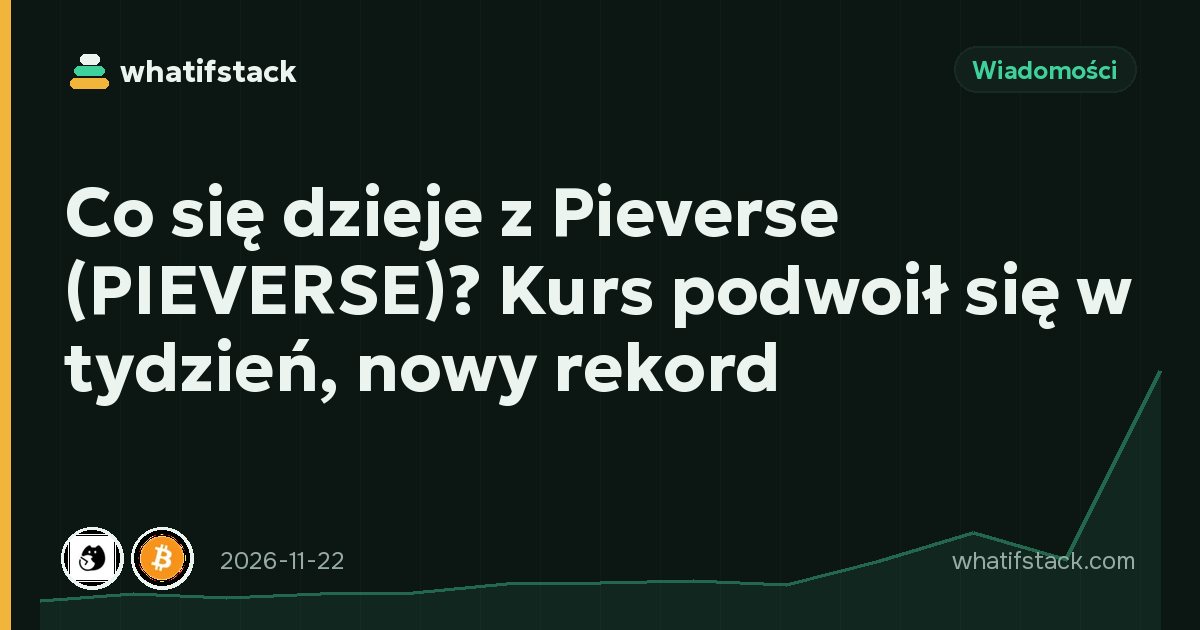 whatifstack
Wiadomości
Co się dzieje z Pieverse
(PIEVERSE)? Kurs podwoił się w
tydzień, nowy rekord
2026-11-22
whatifstack.com